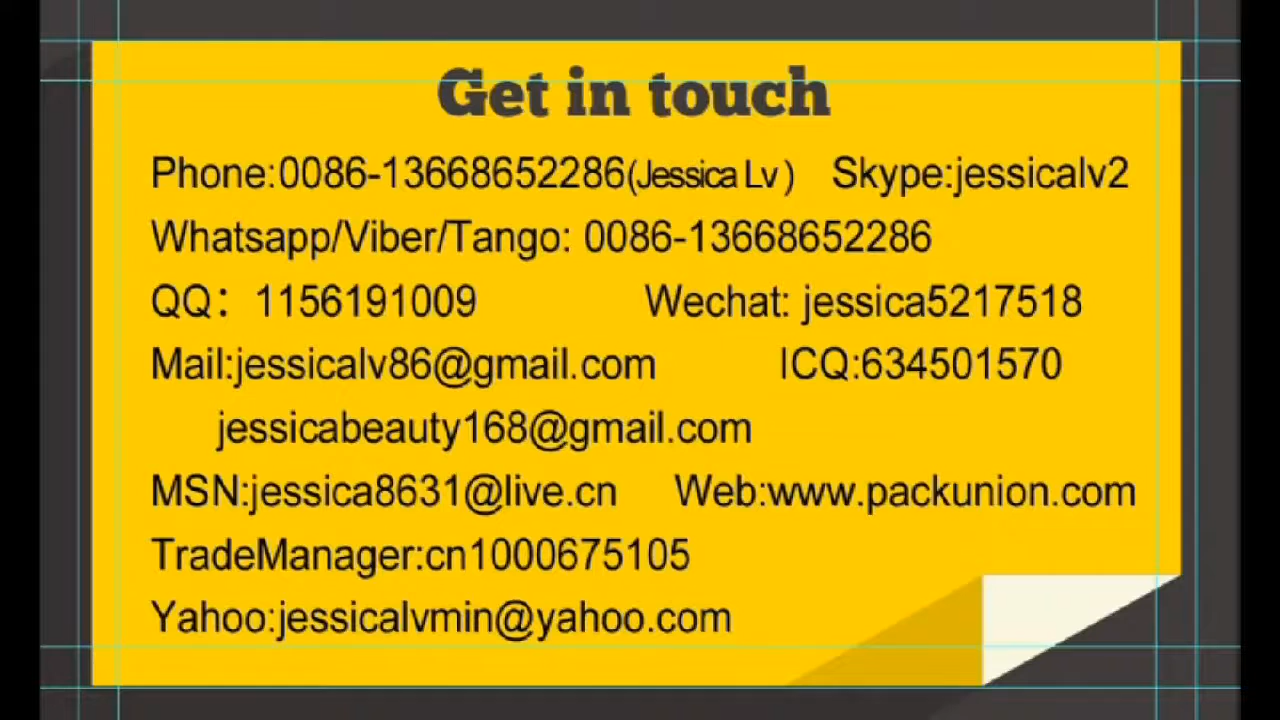 Get in touch
Phone:0086-13668652286(Jessica Lv ) Skype:jessicalv2
Whatsapp/Viber/Tango: 0086-13668652286
QQ：1156191009 Wechat: jessica5217518
Mail:jessicalv86@gmail.com ICQ:634501570
jessicabeauty168@gmail.com
MSN:jessica8631@live.cn Web:www.packunion.com
TradeManager:cn1000675105
Yahoo:jessicalvmin@yahoo.com